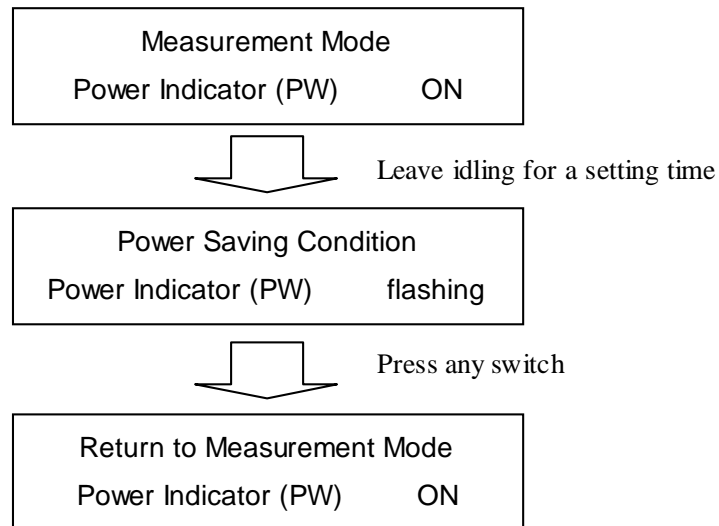 Measurement Mode
Power Indicator (PW) ON
Leave idling for a setting time
Power Saving Condition
Power Indicator (PW) flashing
Press any switch
Return to Measurement Mode
Power Indicator (PW) ON